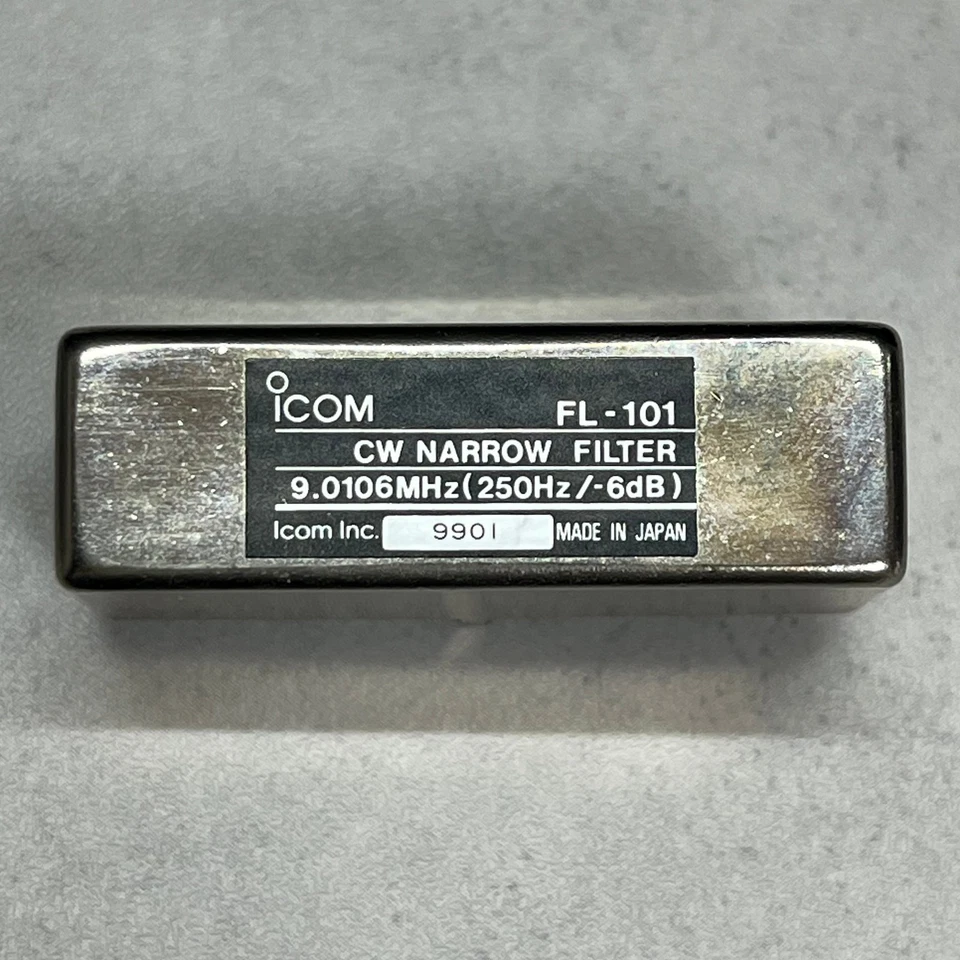 iCOM FL-101
CW NARROW FILTER
9.0106MHz(250Hz/-6dB)
Icom Inc. 9901 MADE IN JAPAN